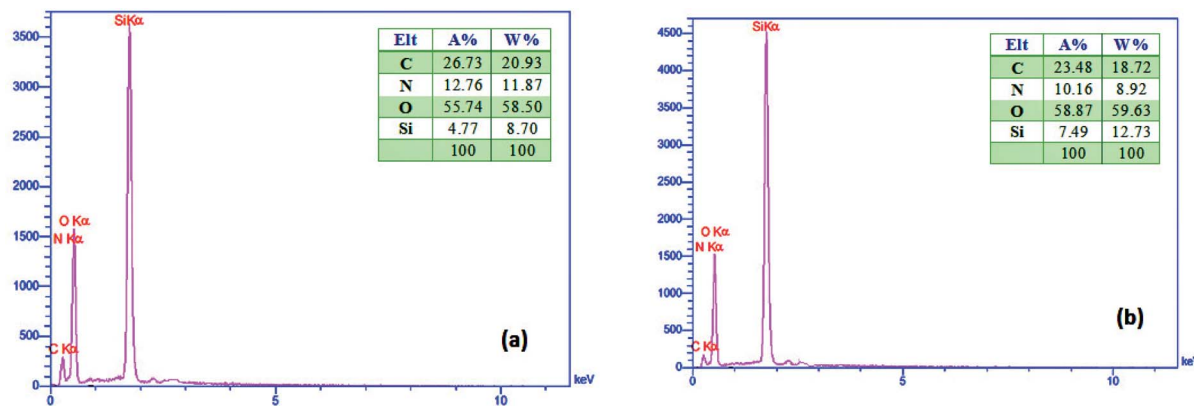 SiKα
3500
3000
2500
2000
1500
1000
500
0
O Kα
N Kα
C Kα
0
5
10
keV
Elt A% W%
C 26.73 20.93
N 12.76 11.87
O 55.74 58.50
Si 4.77 8.70
100 100
(a)
SiKα
4500
4000
3500
3000
2500
2000
1500
1000
500
0
O Kα
N Kα
C Kα
0
5
10
keV
Elt A% W%
C 23.48 18.72
N 10.16 8.92
O 58.87 59.63
Si 7.49 12.73
100 100
(b)